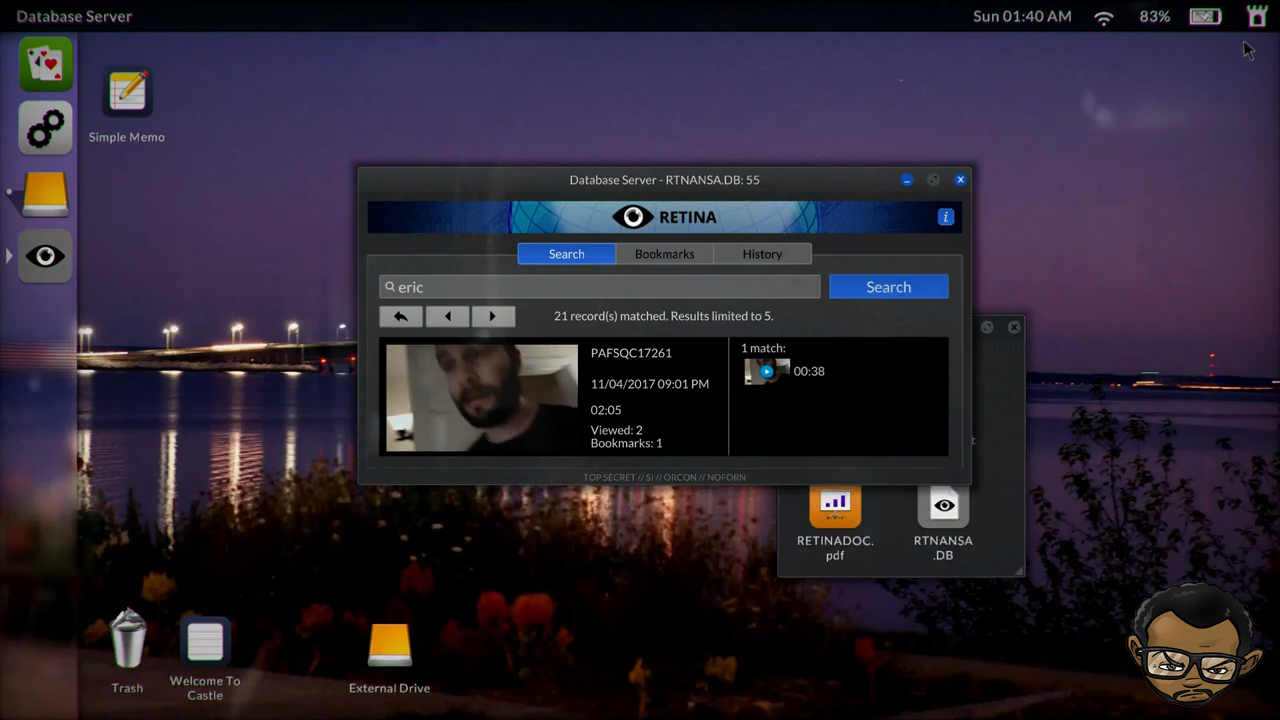 Database Server
Sun 01:40 AM
83%
Simple Memo
Database Server - RTNANSA.DB: 55
RETINA
i
Search
Bookmarks
History
eric
Search
21 record(s) matched. Results limited to 5.
PAFSQC17261
11/04/2017 09:01 PM
02:05
Viewed: 2
Bookmarks: 1
1 match:
00:38
TOP SECRET // SI // ORCON // NOFORN
RETINADOC.
pdf
RTNANSA
.DB
Trash
Welcome To
Castle
External Drive